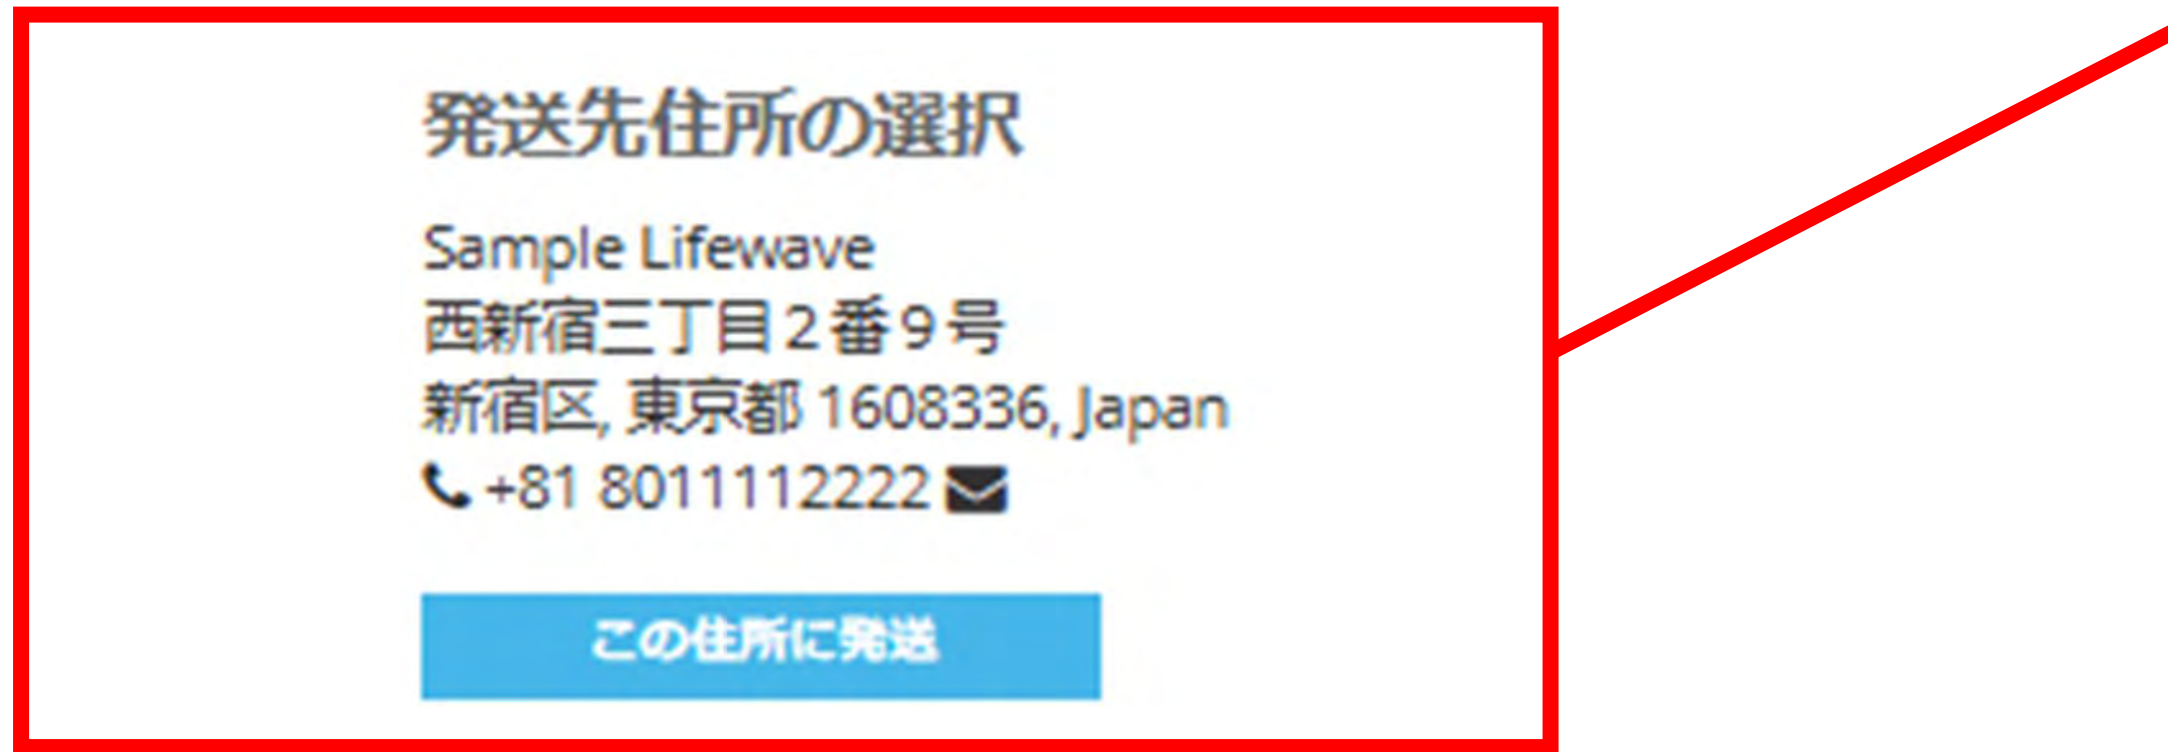 発送先住所の選択
Sample Lifewave
西新宿三丁目２番９号
新宿区, 東京都 1608336, Japan
+81 8011112222
この住所に発送